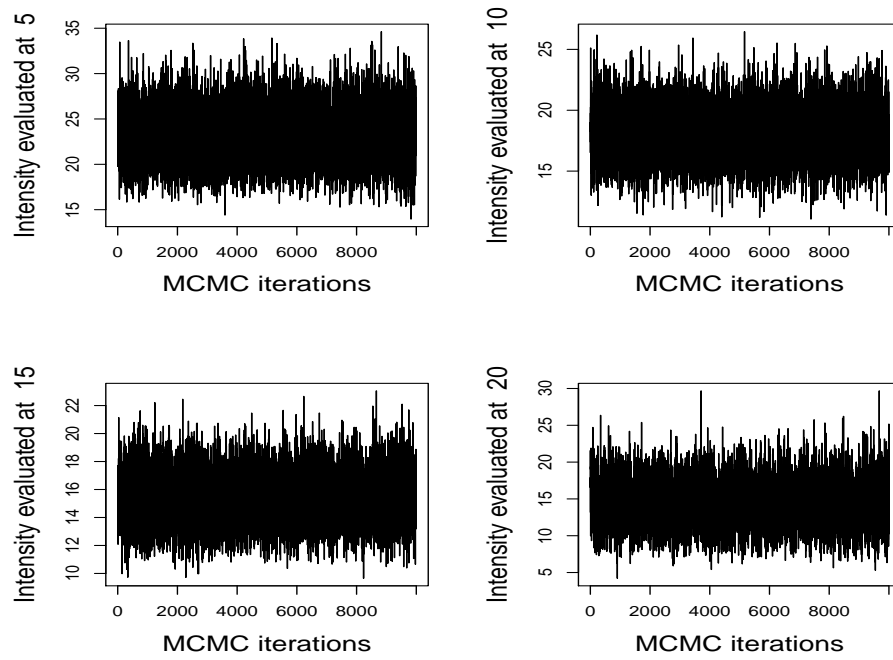 Intensity evaluated at 5
35
30
25
20
15
0 2000 4000 6000 8000
MCMC iterations
Intensity evaluated at 10
25
20
15
0 2000 4000 6000 8000
MCMC iterations
Intensity evaluated at 15
22
20
18
16
14
12
10
0 2000 4000 6000 8000
MCMC iterations
Intensity evaluated at 20
30
25
20
15
10
5
0 2000 4000 6000 8000
MCMC iterations